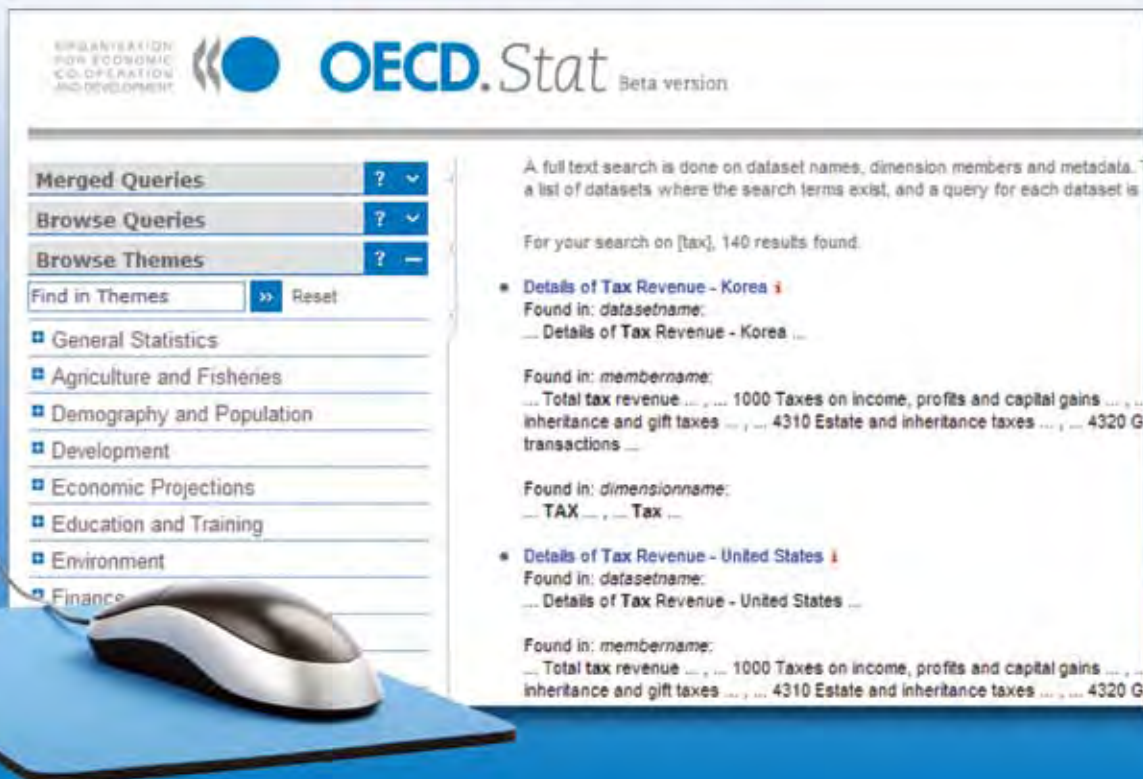 ORGANISATION
FOR ECONOMIC
CO-OPERATION
AND DEVELOPMENT
OECD.Stat Beta version
Merged Queries ?
Browse Queries ?
Browse Themes ?
Find in Themes >> Reset
General Statistics
Agriculture and Fisheries
Demography and Population
Development
Economic Projections
Education and Training
Environment
Finance
A full text search is done on dataset names, dimension members and metadata.
a list of datasets where the search terms exist, and a query for each dataset is
For your search on [tax], 140 results found.
Details of Tax Revenue - Korea i
Found in: datasetname:
... Details of Tax Revenue - Korea ...
Found in: membername:
... Total tax revenue ... , ... 1000 Taxes on income, profits and capital gains ... , ..
inheritance and gift taxes ... , ... 4310 Estate and inheritance taxes ... , ... 4320 G
transactions ...
Found in: dimensionname:
... TAX ... , ... Tax ...
Details of Tax Revenue - United States i
Found in: datasetname:
... Details of Tax Revenue - United States ...
Found in: membername:
... Total tax revenue ... , ... 1000 Taxes on income, profits and capital gains ... , ..
inheritance and gift taxes ... , ... 4310 Estate and inheritance taxes ... , ... 4320 G